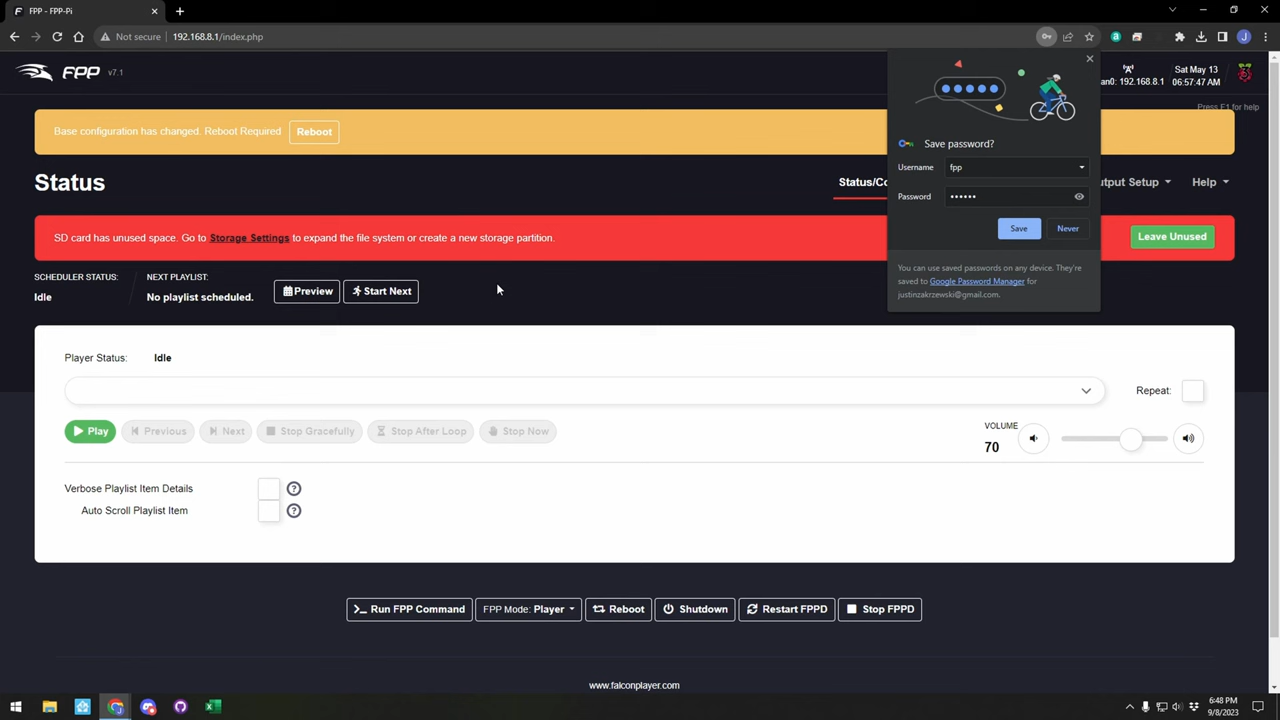 FPP - FPP-Pi
Not secure
192.168.8.1/index.php
J
FPP v7.1
an0: 192.168.8.1
Sat May 13
06:57:47 AM
Press F1 for help
Base configuration has changed. Reboot Required
Reboot
Save password?
Username
fpp
Password
Save
Never
You can use saved passwords on any device. They're
saved to Google Password Manager for
justinzakrzewski@gmail.com.
Status
Status/Co
utput Setup
Help
SD card has unused space. Go to Storage Settings to expand the file system or create a new storage partition.
Leave Unused
SCHEDULER STATUS:
Idle
NEXT PLAYLIST:
No playlist scheduled.
Preview
Start Next
Player Status:
Idle
Repeat:
Play
Previous
Next
Stop Gracefully
Stop After Loop
Stop Now
VOLUME
70
Verbose Playlist Item Details
?
Auto Scroll Playlist Item
?
Run FPP Command
FPP Mode: Player
Reboot
Shutdown
Restart FPPD
Stop FPPD
www.falconplayer.com
6:48 PM
9/8/2023